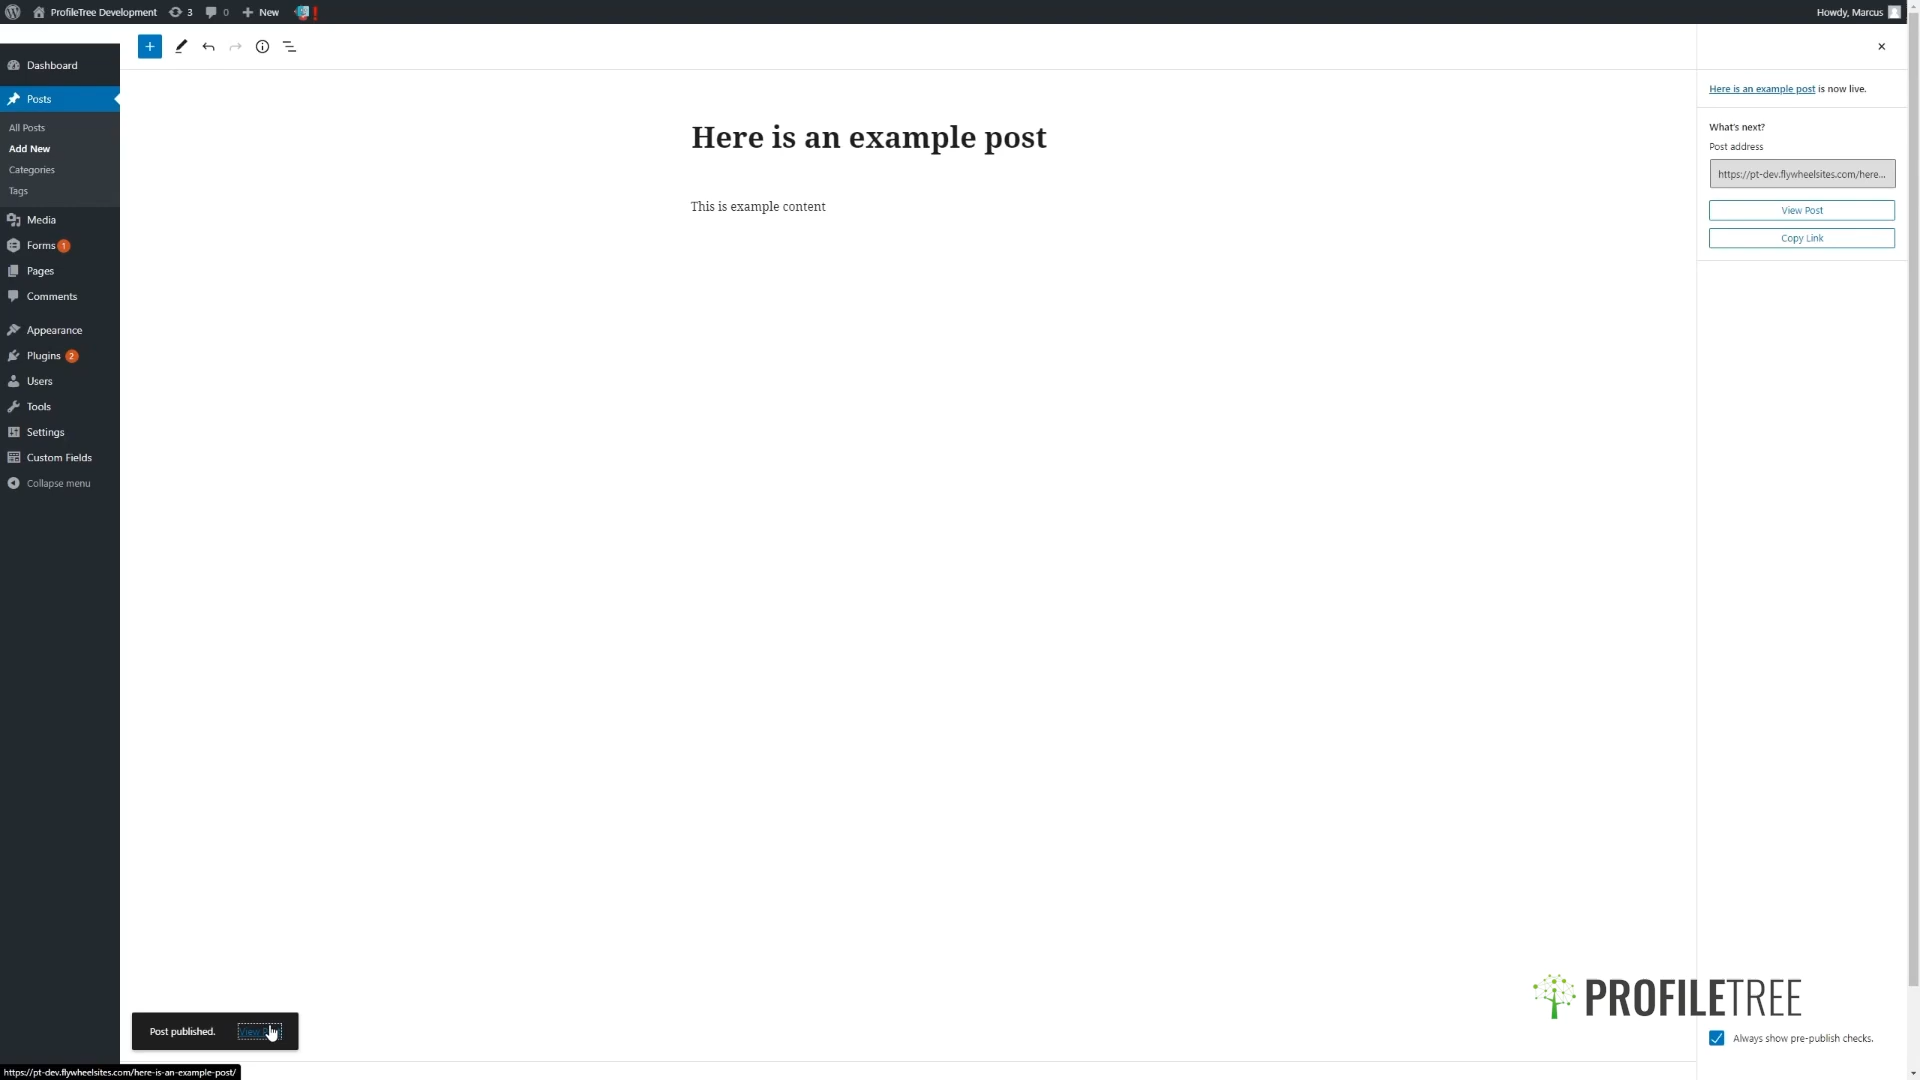 ProfileTree Development
3
0
New
Howdy, Marcus
Dashboard
Posts
All Posts
Add New
Categories
Tags
Media
Forms 1
Pages
Comments
Appearance
Plugins 2
Users
Tools
Settings
Custom Fields
Collapse menu
Here is an example post
This is example content
Here is an example post is now live.
What's next?
Post address
https://pt-dev.flywheelsites.com/here...
View Post
Copy Link
PROFILETREE
Always show pre-publish checks.
Post published. View
https://pt-dev.flywheelsites.com/here-is-an-example-post/